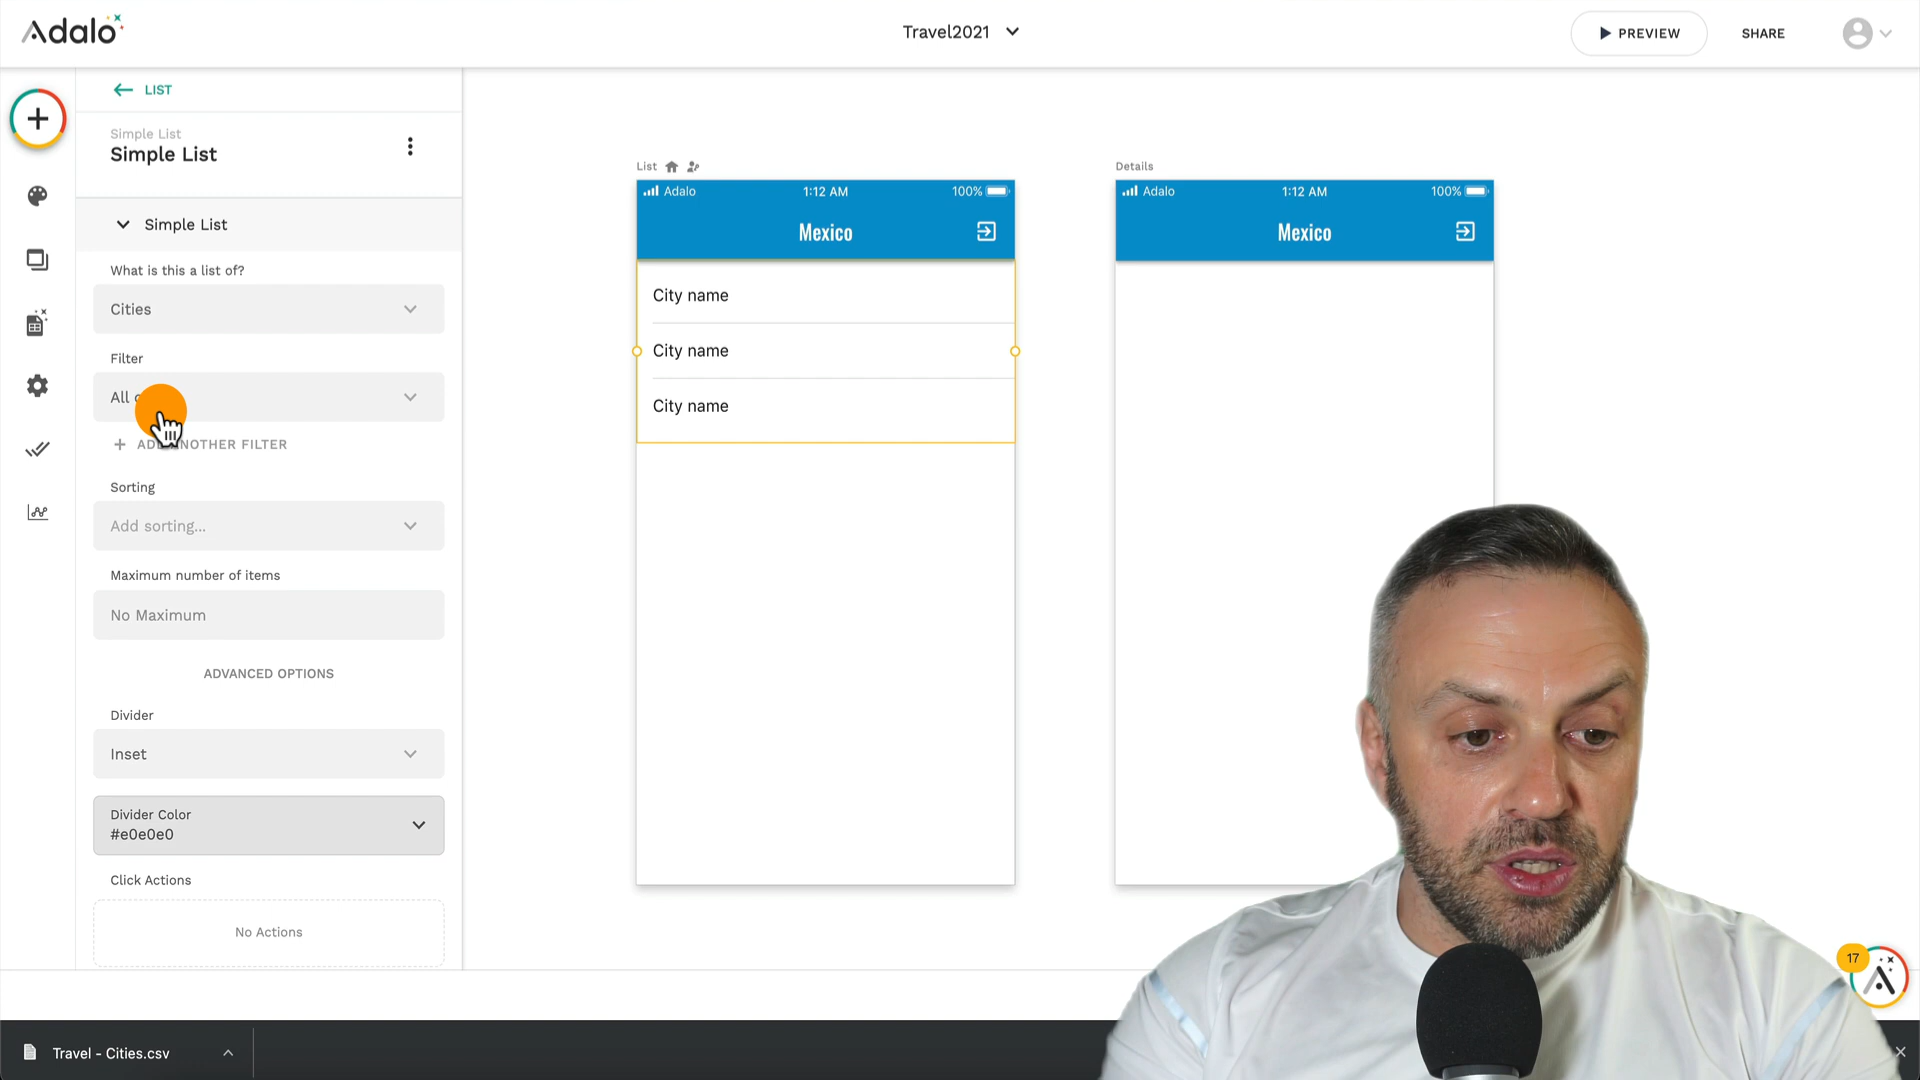 Adalo
Travel2021
PREVIEW
SHARE
LIST
Simple List
Simple List
Simple List
What is this a list of?
Cities
Filter
All
ADD ANOTHER FILTER
Sorting
Add sorting...
Maximum number of items
No Maximum
ADVANCED OPTIONS
Divider
Inset
Divider Color
#e0e0e0
Click Actions
No Actions
List
Adalo 1:12 AM 100%
Mexico
City name
City name
City name
Details
Adalo 1:12 AM 100%
Mexico
17
Travel - Cities.csv